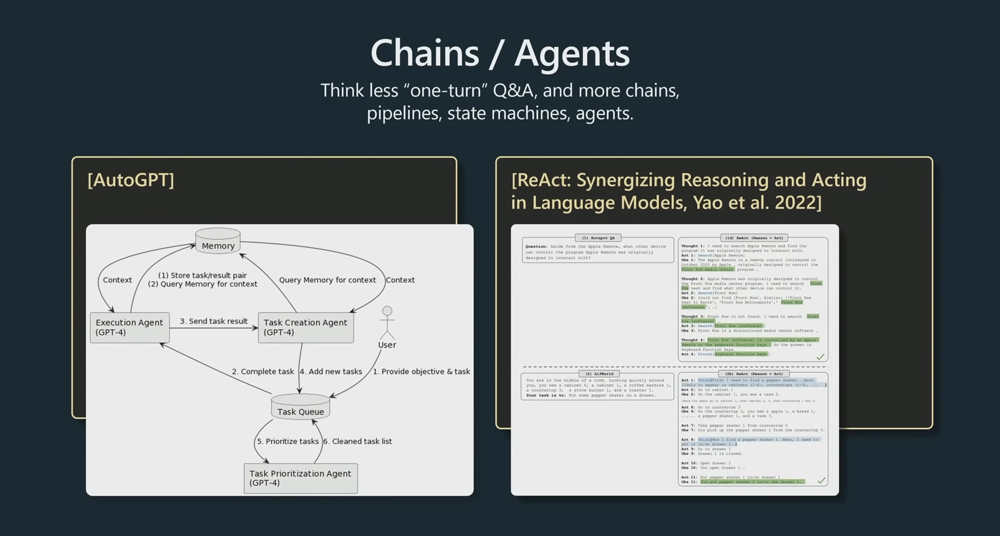 Chains / Agents
Think less “one-turn” Q&A, and more chains,
pipelines, state machines, agents.
[AutoGPT]
Memory
Context
(1) Store task/result pair
(2) Query Memory for context
Query Memory for context
Context
Execution Agent
(GPT-4)
3. Send task result
Task Creation Agent
(GPT-4)
User
2. Complete task
4. Add new tasks
1. Provide objective & task
Task Queue
5. Prioritize tasks
6. Cleaned task list
Task Prioritization Agent
(GPT-4)
[ReAct: Synergizing Reasoning and Acting
in Language Models, Yao et al. 2022]
(1) Hotspot QA
Question: Aside from the Apple Remote, what other device
can control the program Apple Remote was originally
designed to interact with?
(1d) ReAct (Reason + Act)
Thought 1: I need to search Apple Remote and find the
program it was originally designed to interact with.
Act 1: Search[Apple Remote]
Obs 1: The Apple Remote is a remote control introduced in
October 2005 by Apple … originally designed to control the
Front Row media center program …
Thought 2: Apple Remote was originally designed to control
the Front Row media center program. I need to search Front
Row next and find what other device can control it.
Act 2: Search[Front Row]
Obs 2: Could not find [Front Row]. Similar: ['Front Row
Seat to Earth', 'Front Row Motorsports',' Front Row
(software)', …]
Thought 3: Front Row is not found. I need to search Front
Row (software) .
Act 3: Search[Front Row (software)]
Obs 3: Front Row is a discontinued media center software …
Thought 4: Front Row (software) is controlled by an Apple
Remote or the keyboard function keys. So the answer is
keyboard function keys.
Act 4: Finish[keyboard function keys]
(2) AlfWorld
You are in the middle of a room. Looking quickly around
you, you see a cabinet 6, a cabinet 1, a coffee machine 1,
a countertop 3, a stove burner 1, and a toaster 1.
Your task is to: Put some pepper shaker on a drawer.
(2b) ReAct (Reason + Act)
Act 1: Think[First I need to find a pepper shaker...more
likely to appear in cabinets (1-6), countertops (1-3), ... ]
Act 2: Go to cabinet 1
Obs 2: On the cabinet 1, you see a vase 2.
(Here the agent go to cabinet 1, then cabinet 2, 3, then countertop 1 and 2)
Act 6: Go to countertop 3
Obs 6: On the countertop 3, you see a apple 1, a bread 1,
...... a pepper shaker 1, and a vase 3.
Act 7: Take pepper shaker 1 from countertop 3
Obs 7: You pick up the pepper shaker 1 from the countertop 3.
Act 8: Think[Now I find a pepper shaker 1. Next, I need to
put it in/on drawer 1. ]
Act 9: Go to drawer 1
Obs 9: Drawer 1 is closed.
Act 10: Open drawer 1
Obs 10: You open Drawer 1 …
Act 11: Put pepper shaker 1 in/on drawer 1
Obs 11: You put pepper shaker 1 in/on the drawer 1.